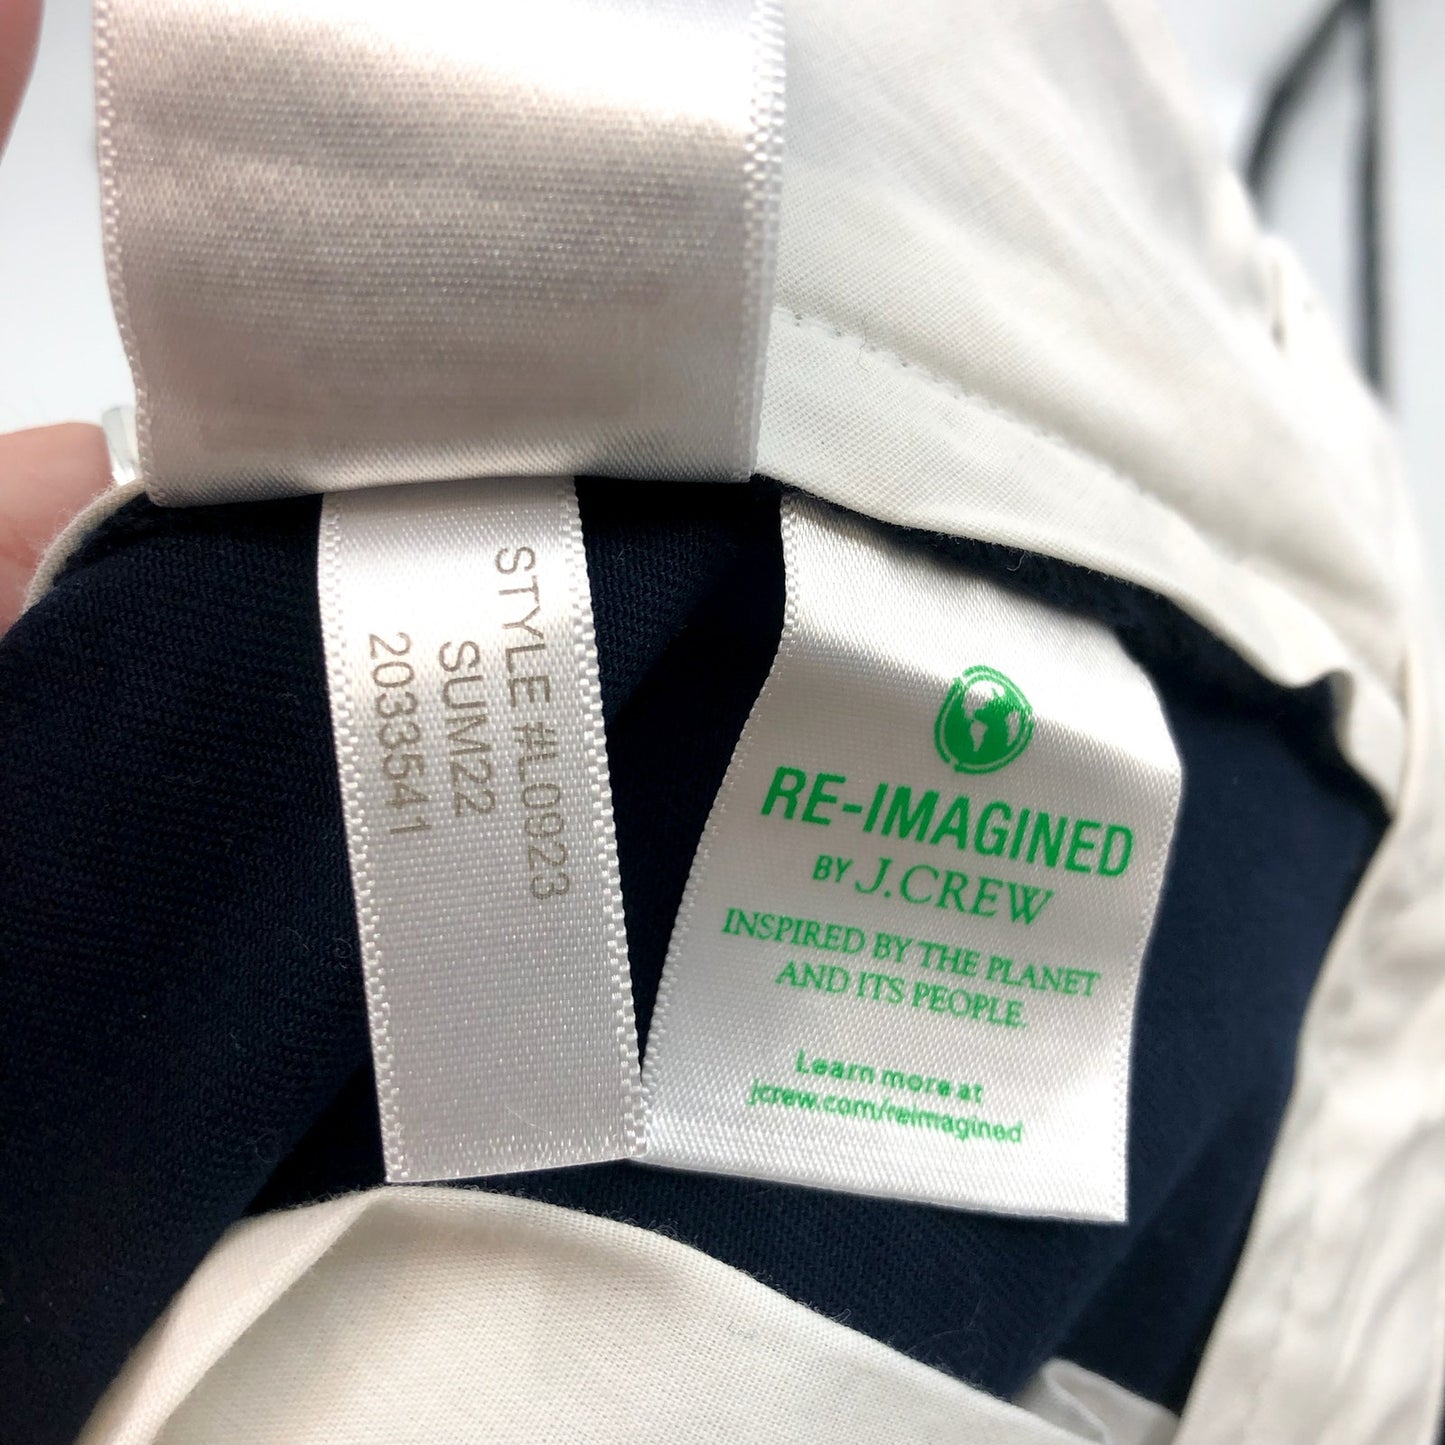 STYLE #L0923
SUM22
2033541
RE-IMAGINED
BY J.CREW
INSPIRED BY THE PLANET
AND ITS PEOPLE.
Learn more at
jcrew.com/reimagined